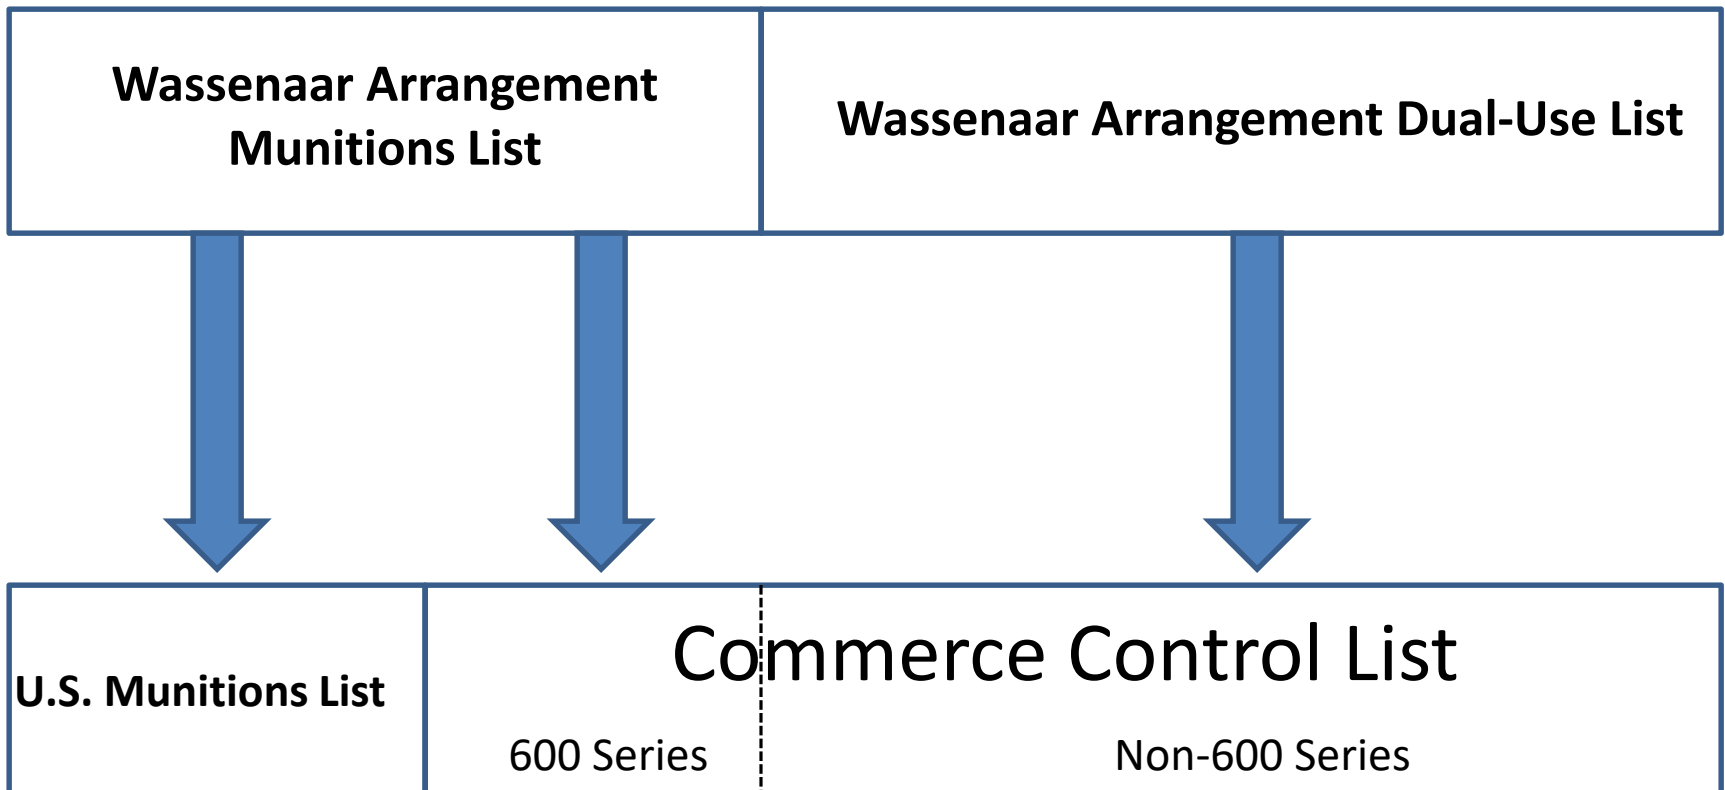 Wassenaar Arrangement
Munitions List
Wassenaar Arrangement Dual-Use List
U.S. Munitions List
Commerce Control List
600 Series
Non-600 Series